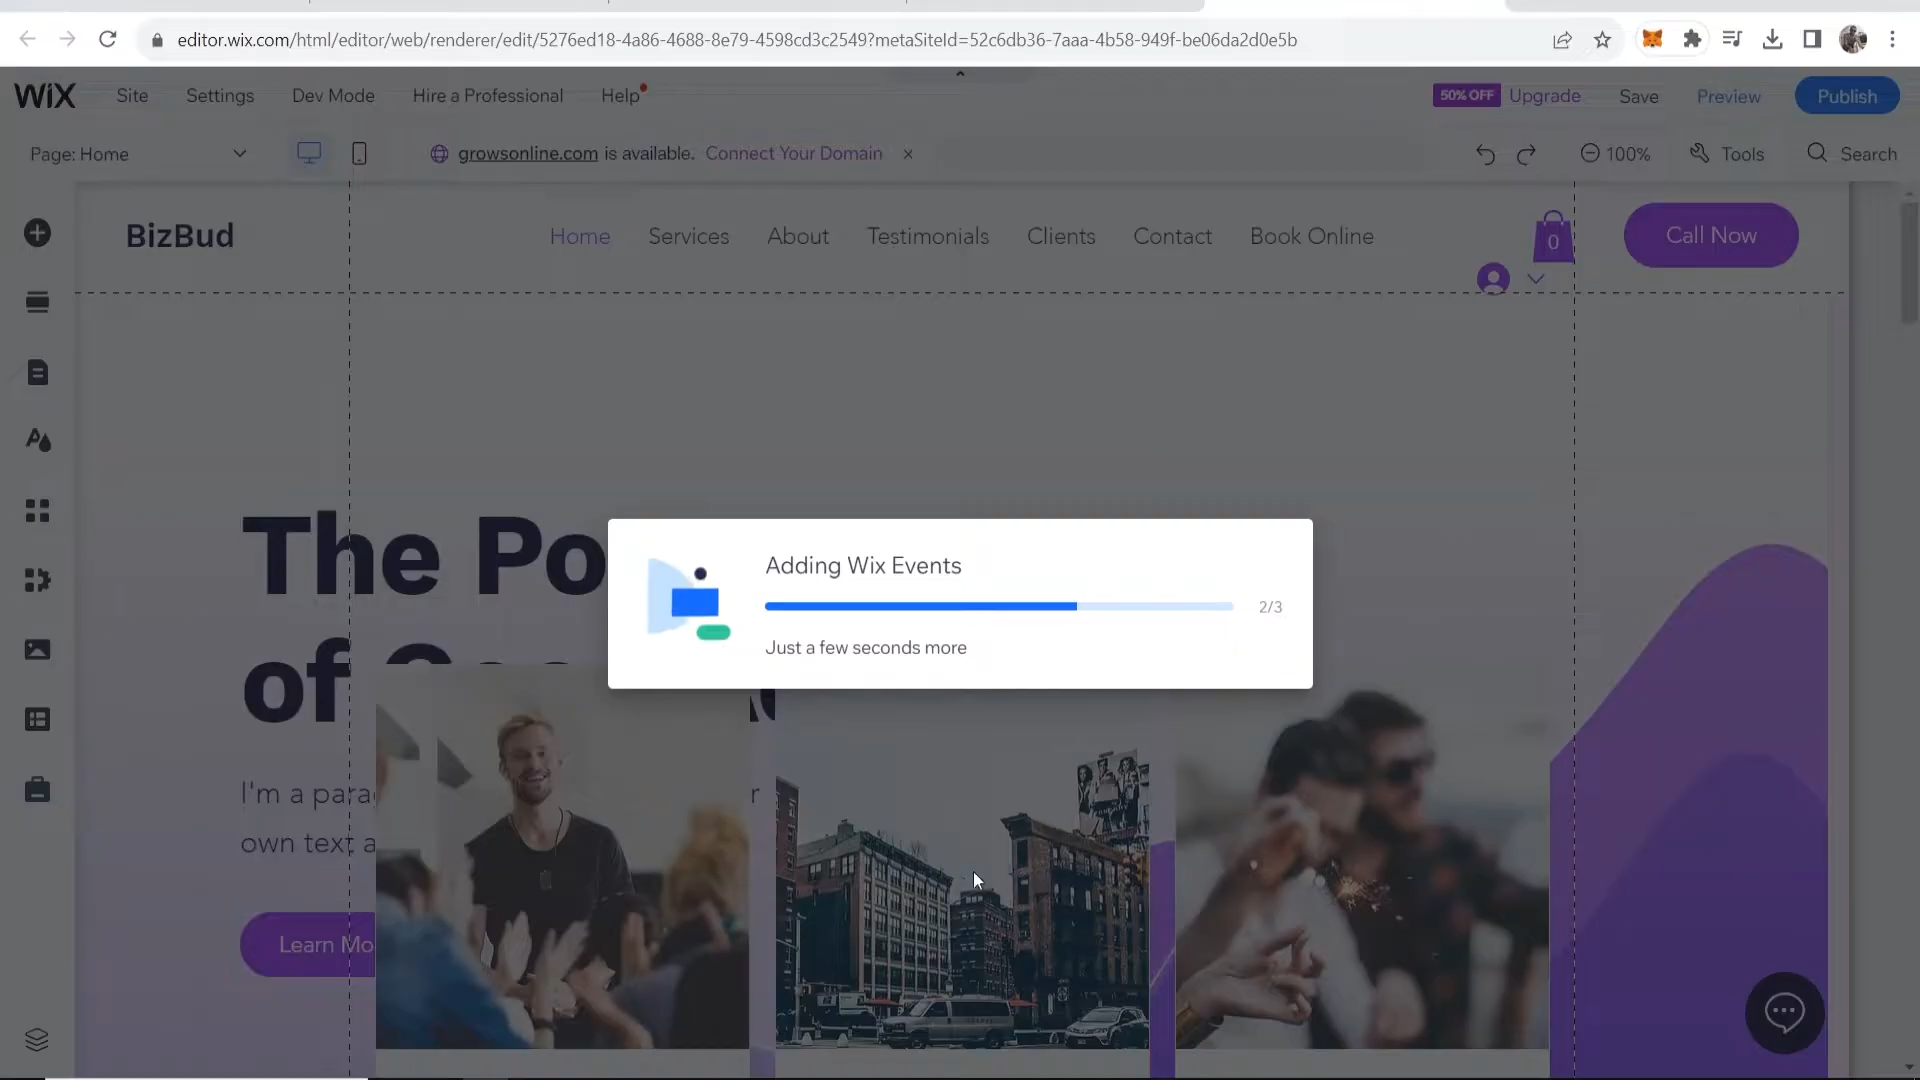 editor.wix.com/html/editor/web/renderer/edit/5276ed18-4a86-4688-8e79-4598cd3c2549?metaSiteId=52c6db36-7aaa-4b58-949f-be06da2d0e5b
WiX Site Settings Dev Mode Hire a Professional Help 50% OFF Upgrade Save Preview Publish
Page: Home growsonline.com is available. Connect Your Domain 100% Tools Search
BizBud Home Services About Testimonials Clients Contact Book Online 0 Call Now
The Po
of
Adding Wix Events
2/3
Just a few seconds more
I'm a para
own text a
Learn Mo